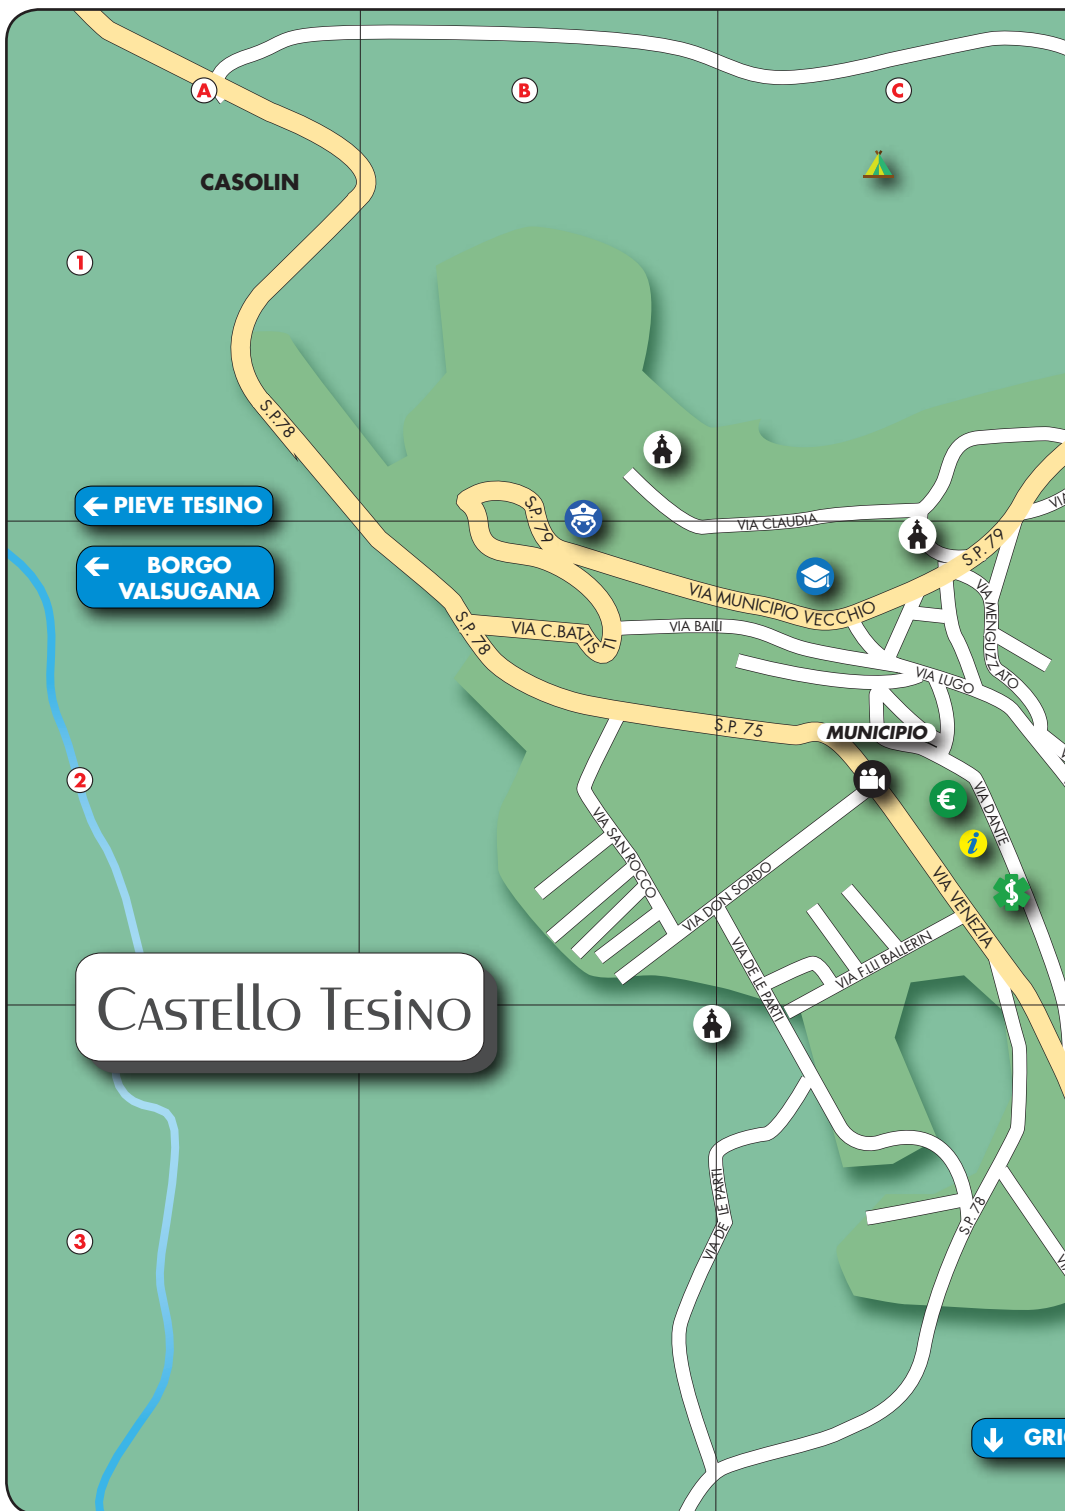 A
B
C
CASOLIN
1
S.P.78
PIEVE TESINO
BORGO
VALSUGANA
S.P. 79
VIA CLAUDIA
VIA
S.P. 79
VIA MUNICIPIO VECCHIO
VIA MENGUZZATO
S.P. 78
VIA C.BATTISTI
VIA BAILI
VIA LUGO
S.P. 75
MUNICIPIO
2
€
i
VIA DANTE
VIA SAN ROCCO
VIA DON SORDO
VIA VENEZIA
VIA F.LLI BALLERIN
VIA DE LE PARTI
CASTELLO TESINO
VIA DE LE PARTI
S.P. 78
3
GRI